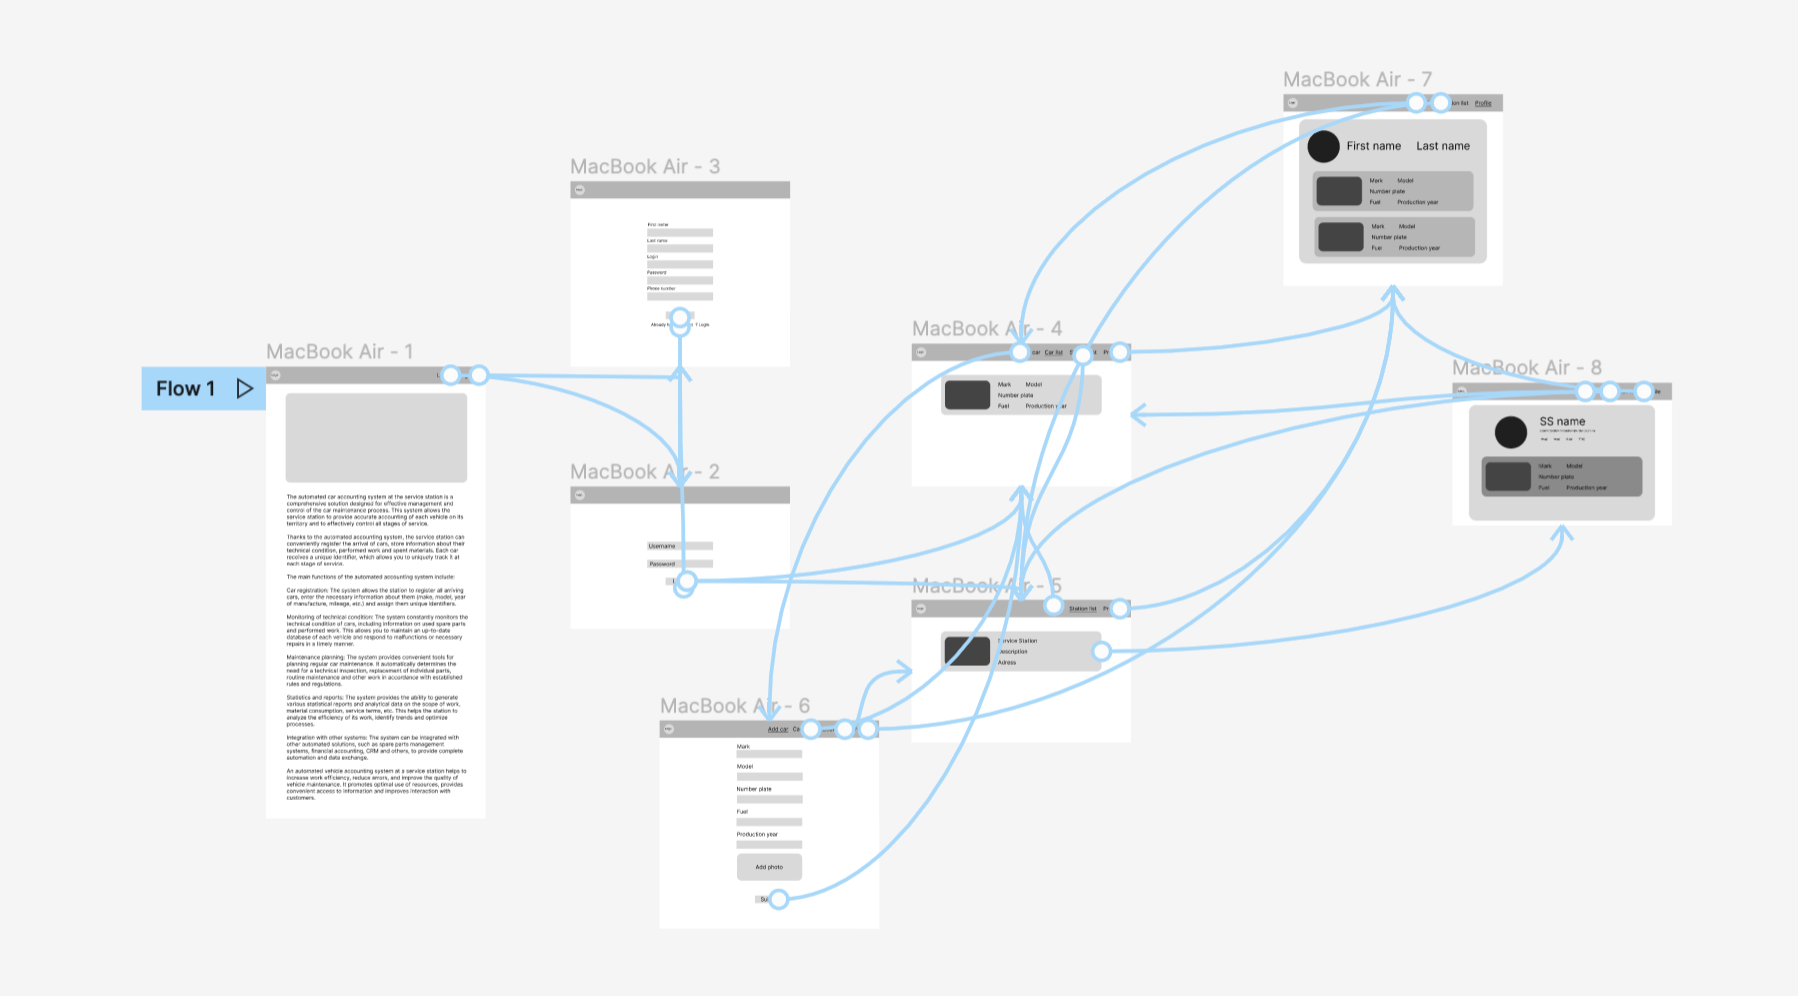 Flow 1
MacBook Air - 1
The automated car accounting system at the service station is a
comprehensive solution designed for effective management and
control of the car maintenance process. This system allows the
service station to provide accurate accounting of each vehicle on its
territory and to effectively control all stages of service.
Thanks to the automated accounting system, the service station can
conveniently register the arrival of cars, store information about their
technical condition, performed work and spent materials. Each car
receives a unique identifier, which allows you to uniquely track it at
each stage of service.
The main functions of the automated accounting system include:
Car registration: The system allows the station to register all arriving
cars, enter the necessary information about them (make, model, year
of manufacture, mileage, etc.) and assign them unique identifiers.
Monitoring of technical condition: The system constantly monitors the
technical condition of cars, including information on used spare parts
and performed work. This allows you to maintain an up-to-date
database of each vehicle and respond to malfunctions or necessary
repairs in a timely manner.
Maintenance planning: The system provides convenient tools for
planning regular car maintenance. It automatically determines the
need for a technical inspection, replacement of individual parts,
routine maintenance and other work in accordance with established
rules and regulations.
Statistics and reports: The system provides the ability to generate
various statistical reports and analytical data on the scope of work,
material consumption, service terms, etc. This helps the station to
analyze the efficiency of its work, identify trends and optimize
processes.
Integration with other systems: The system can be integrated with
other automated solutions, such as spare parts management
systems, financial accounting, CRM and others, to provide complete
automation and data exchange.
An automated vehicle accounting system at a service station helps to
increase work efficiency, reduce errors, and improve the quality of
vehicle maintenance. It promotes optimal use of resources, provides
convenient access to information and improves interaction with
customers.
MacBook Air - 3
First name
Last name
Login
Password
Phone number
Already ? Login
MacBook Air - 2
Username
Password
MacBook Air - 4
car Car list
Mark Model
Number plate
Fuel Production year
MacBook Air - 5
Station list
Service Station
Description
Adress
MacBook Air - 6
Add car
Mark
Model
Number plate
Fuel
Production year
Add photo
MacBook Air - 7
list Profile
First name Last name
Mark Model
Number plate
Fuel Production year
Mark Model
Number plate
Fuel Production year
MacBook Air - 8
SS name
Mark Model
Number plate
Fuel Production year